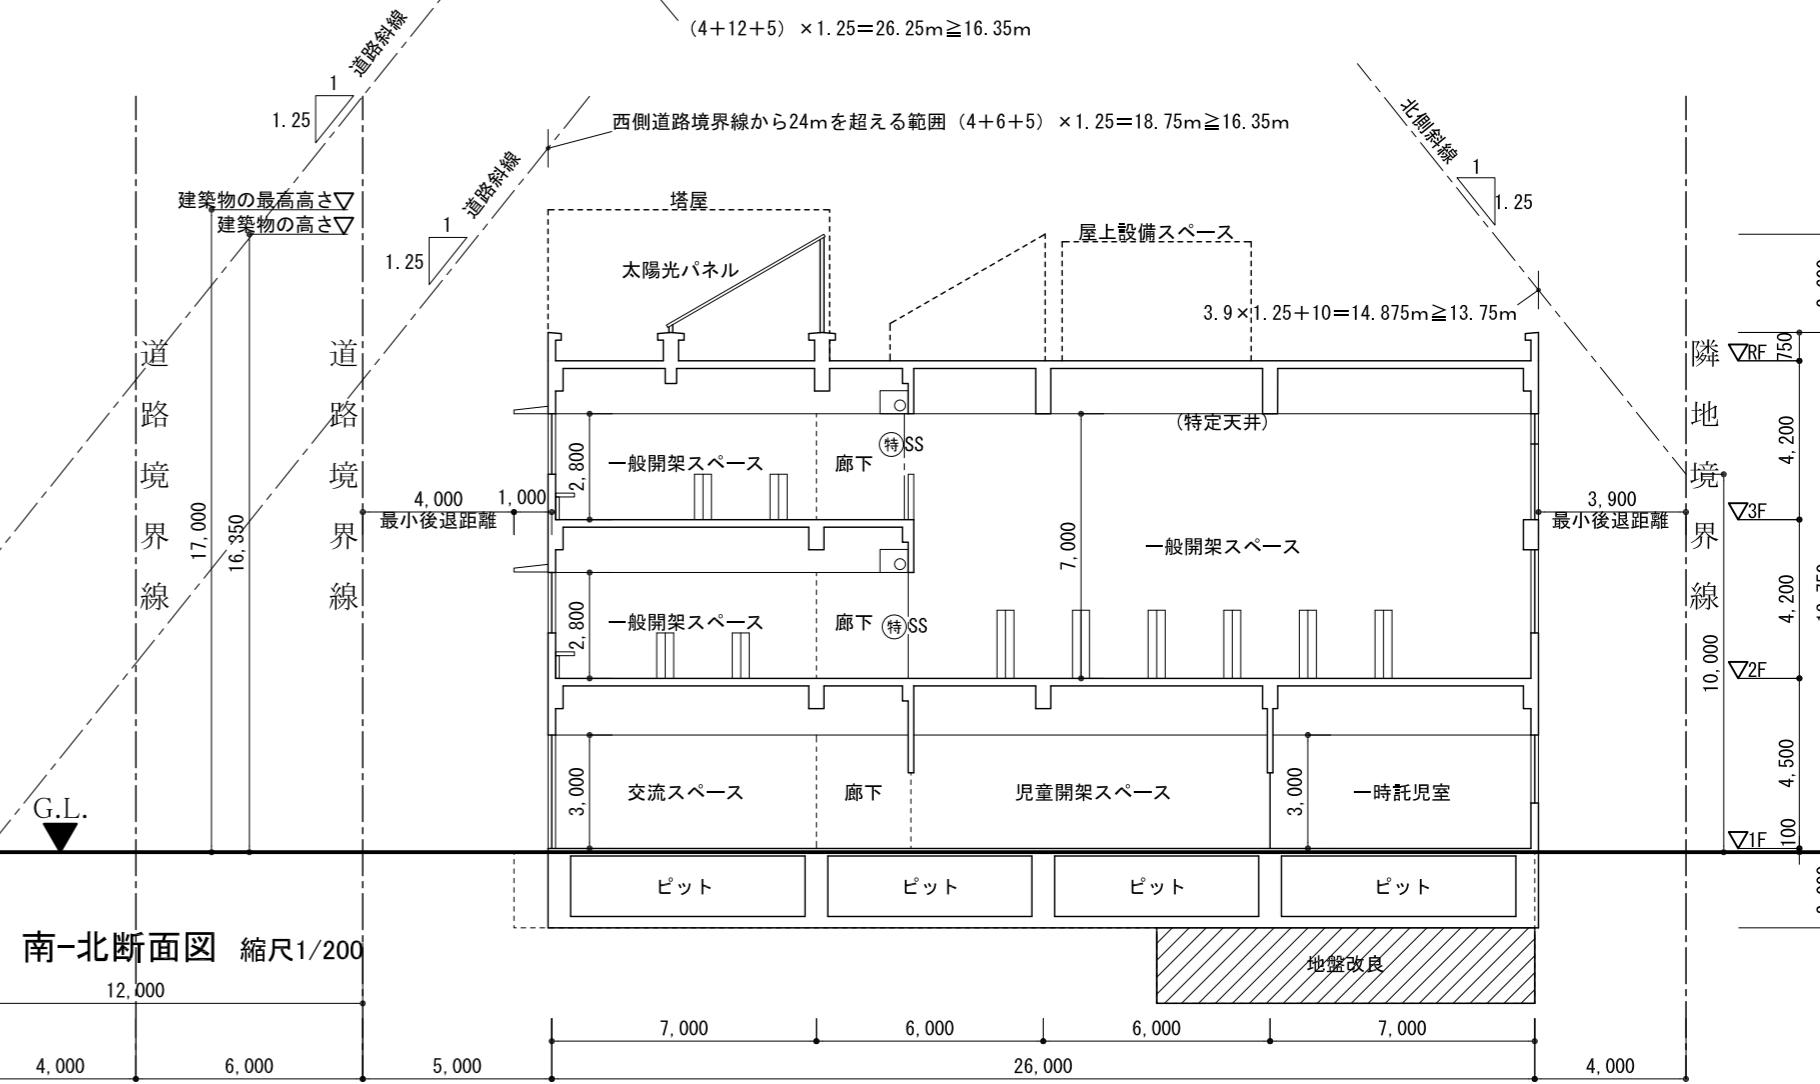 (4+12+5) ×1.25=26.25m≧16.35m
道路斜線
1
1.25
西側道路境界線から24mを超える範囲(4+6+5) ×1.25=18.75m≧16.35m
北側斜線
1
1.25
道路斜線
1
1.25
建築物の最高高さ▽
建築物の高さ▽
塔屋
屋上設備スペース
太陽光パネル
3.9×1.25+10=14.875m≧13.75m
道路境界線
道路境界線
隣地境界線
▽RF
750
(特定天井)
4,200
特SS
一般開架スペース
廊下
2,800
4,000
1,000
最小後退距離
3,900
最小後退距離
▽3F
17,000
16,350
7,000
一般開架スペース
4,200
一般開架スペース
廊下
特SS
2,800
10,000
▽2F
4,500
3,000
交流スペース
廊下
児童開架スペース
3,000
一時託児室
G.L.
▽1F
100
ピット
ピット
ピット
ピット
南-北断面図 縮尺1/200
地盤改良
12,000
7,000
6,000
6,000
7,000
4,000
6,000
5,000
26,000
4,000